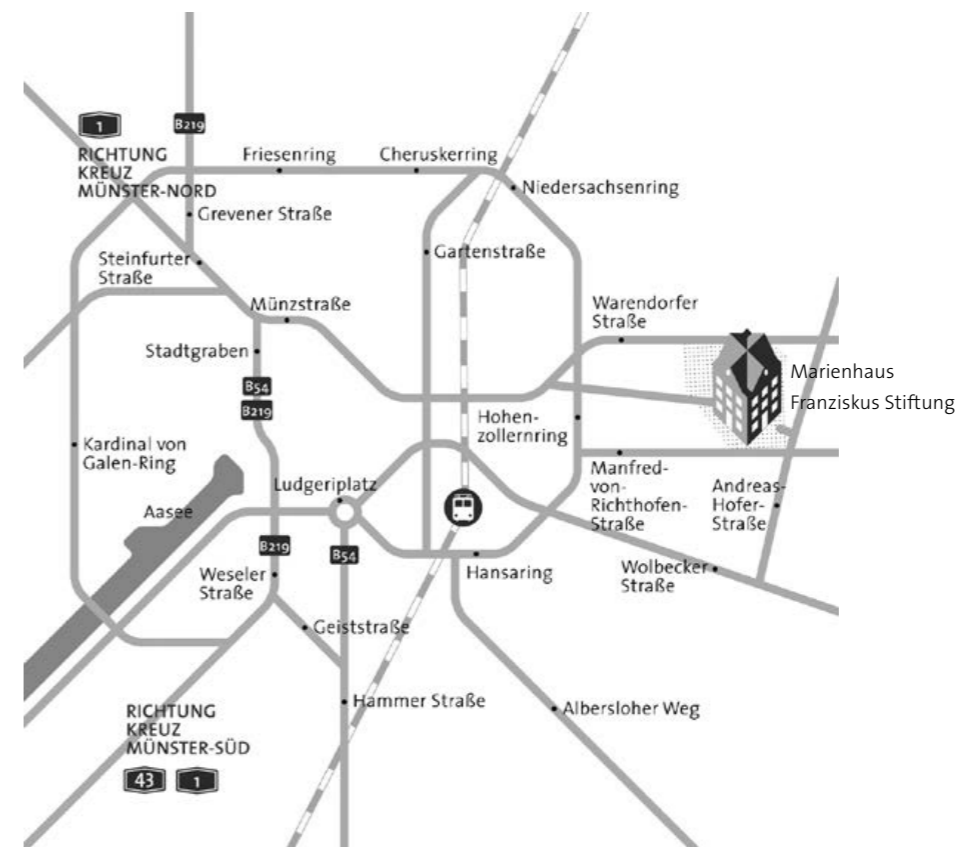 1
B219
RICHTUNG
KREUZ
MÜNSTER-NORD
Friesenring
Cheruskerring
Niedersachsenring
Grevener Straße
Steinfurter
Straße
Gartenstraße
Münzstraße
Warendorfer
Straße
Stadtgraben
B54
B219
Marienhaus
Franziskus Stiftung
Hohen-
zollernring
Kardinal von
Galen-Ring
Manfred-
von-
Richthofen-
Straße
Andreas-
Hofer-
Straße
Ludgeriplatz
Aasee
B219
B54
Weseler
Straße
Hansaring
Wolbecker
Straße
Geiststraße
Hammer Straße
Albersloher Weg
RICHTUNG
KREUZ
MÜNSTER-SÜD
43
1